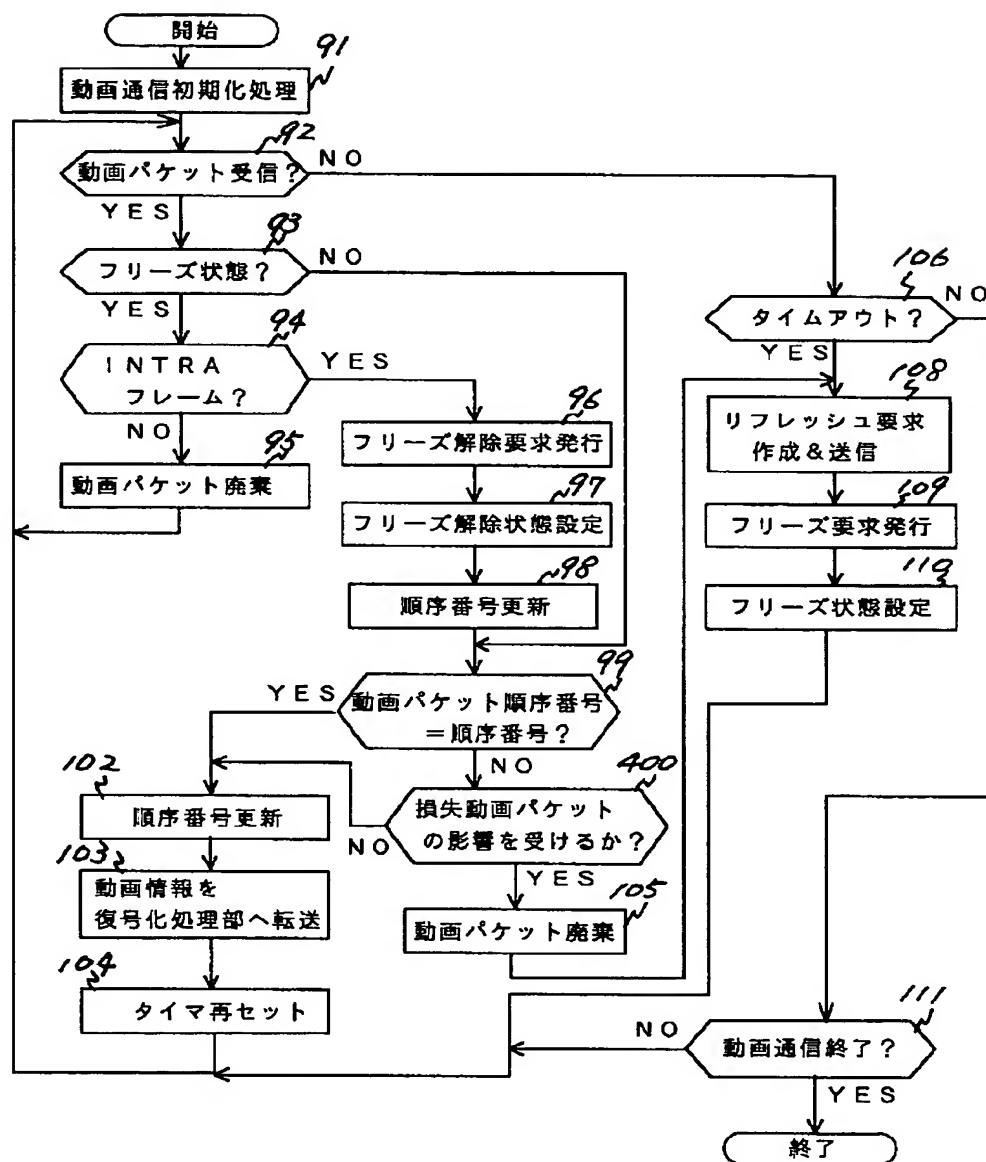 開始
91
動画通信初期化処理
92
動画パケット受信？
NO
YES
93
フリーズ状態？
NO
YES
94
INTRA
フレーム？
YES
NO
95
動画パケット廃棄
96
フリーズ解除要求発行
97
フリーズ解除状態設定
98
順序番号更新
99
動画パケット順序番号
＝順序番号？
YES
NO
400
損失動画パケット
の影響を受けるか？
NO
YES
102
順序番号更新
103
動画情報を
復号化処理部へ転送
104
タイマ再セット
105
動画パケット廃棄
106
タイムアウト？
NO
YES
108
リフレッシュ要求
作成＆送信
109
フリーズ要求発行
110
フリーズ状態設定
111
動画通信終了？
NO
YES
終了